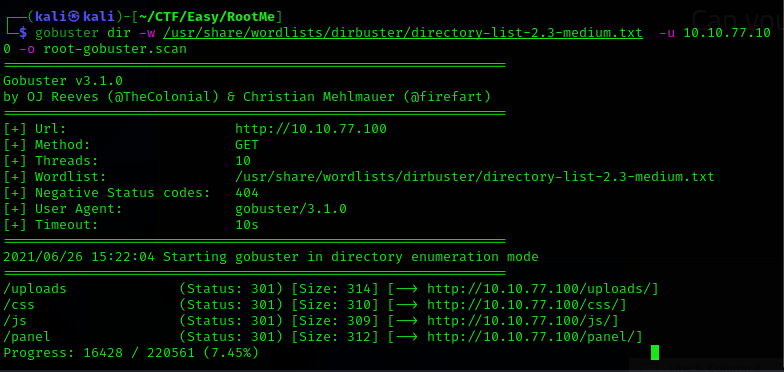 Can you
┌──(kali㉿kali)-[~/CTF/Easy/RootMe]
└─$ gobuster dir -w /usr/share/wordlists/dirbuster/directory-list-2.3-medium.txt  -u 10.10.77.10
0 -o root-gobuster.scan
===============================================================
Gobuster v3.1.0
by OJ Reeves (@TheColonial) & Christian Mehlmauer (@firefart)
===============================================================
[+] Url:                     http://10.10.77.100
[+] Method:                  GET
[+] Threads:                 10
[+] Wordlist:                /usr/share/wordlists/dirbuster/directory-list-2.3-medium.txt
[+] Negative Status codes:   404
[+] User Agent:              gobuster/3.1.0
[+] Timeout:                 10s
===============================================================
2021/06/26 15:22:04 Starting gobuster in directory enumeration mode
===============================================================
/uploads              (Status: 301) [Size: 314] [--> http://10.10.77.100/uploads/]
/css                  (Status: 301) [Size: 310] [--> http://10.10.77.100/css/]
/js                   (Status: 301) [Size: 309] [--> http://10.10.77.100/js/]
/panel                (Status: 301) [Size: 312] [--> http://10.10.77.100/panel/]
Progress: 16428 / 220561 (7.45%)